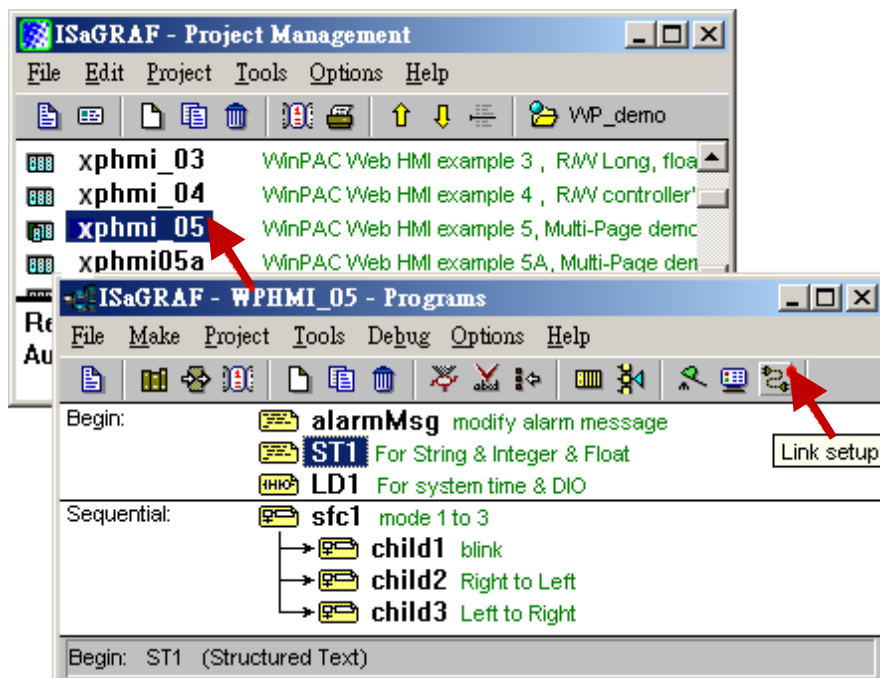 ISaGRAF - Project Management
File Edit Project Tools Options Help
WP_demo
xphmi_03 WinPAC Web HMI example 3 , R/W Long, floa
xphmi_04 WinPAC Web HMI example 4 , R/W controller'
xphmi_05 WinPAC Web HMI example 5, Multi-Page demo
xphmi05a WinPAC Web HMI example 5A, Multi-Page den
Re
Au
ISaGRAF - WPHMI_05 - Programs
File Make Project Tools Debug Options Help
Link setup
Begin: alarmMsg modify alarm message
ST1 For String & Integer & Float
LD1 For system time & DIO
Sequential: sfc1 mode 1 to 3
child1 blink
child2 Right to Left
child3 Left to Right
Begin: ST1 (Structured Text)